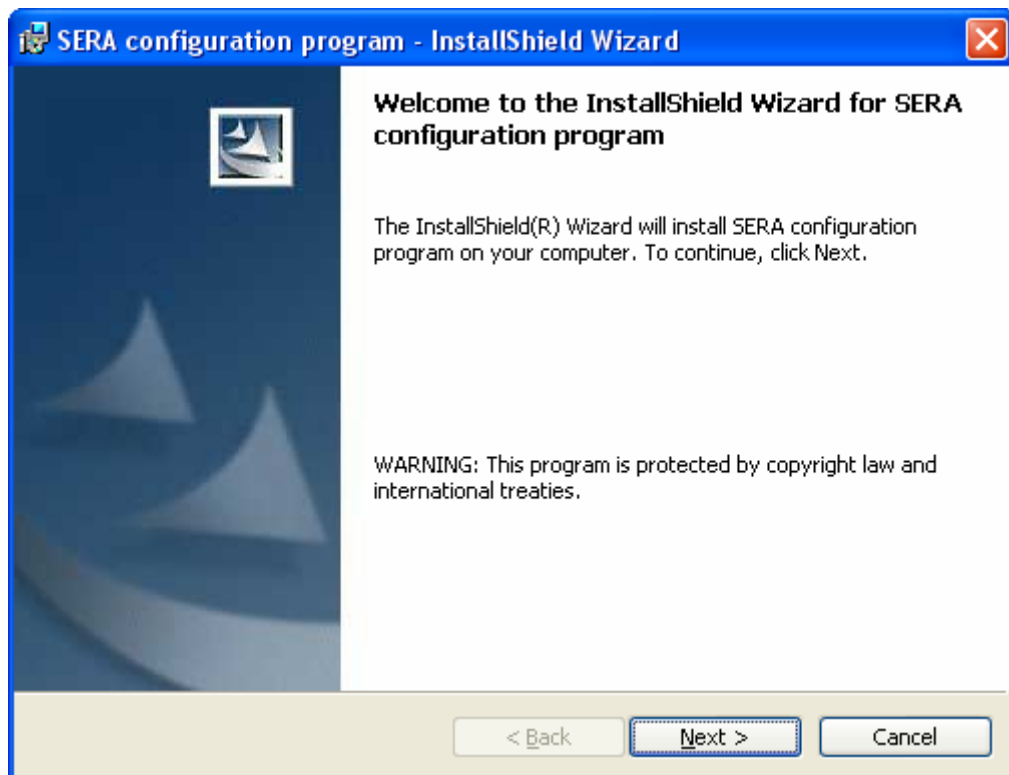 SERA configuration program - InstallShield Wizard
Welcome to the InstallShield Wizard for SERA
configuration program
The InstallShield(R) Wizard will install SERA configuration
program on your computer. To continue, click Next.
WARNING: This program is protected by copyright law and
international treaties.
< Back
Next >
Cancel